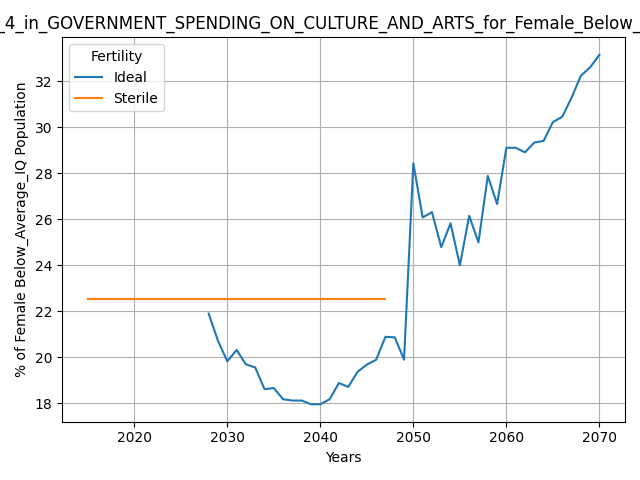 _4_in_GOVERNMENT_SPENDING_ON_CULTURE_AND_ARTS_for_Female_Below_
Fertility
Ideal
Sterile
% of Female Below_Average_IQ Population
32
30
28
26
24
22
20
18
2020 2030 2040 2050 2060 2070
Years